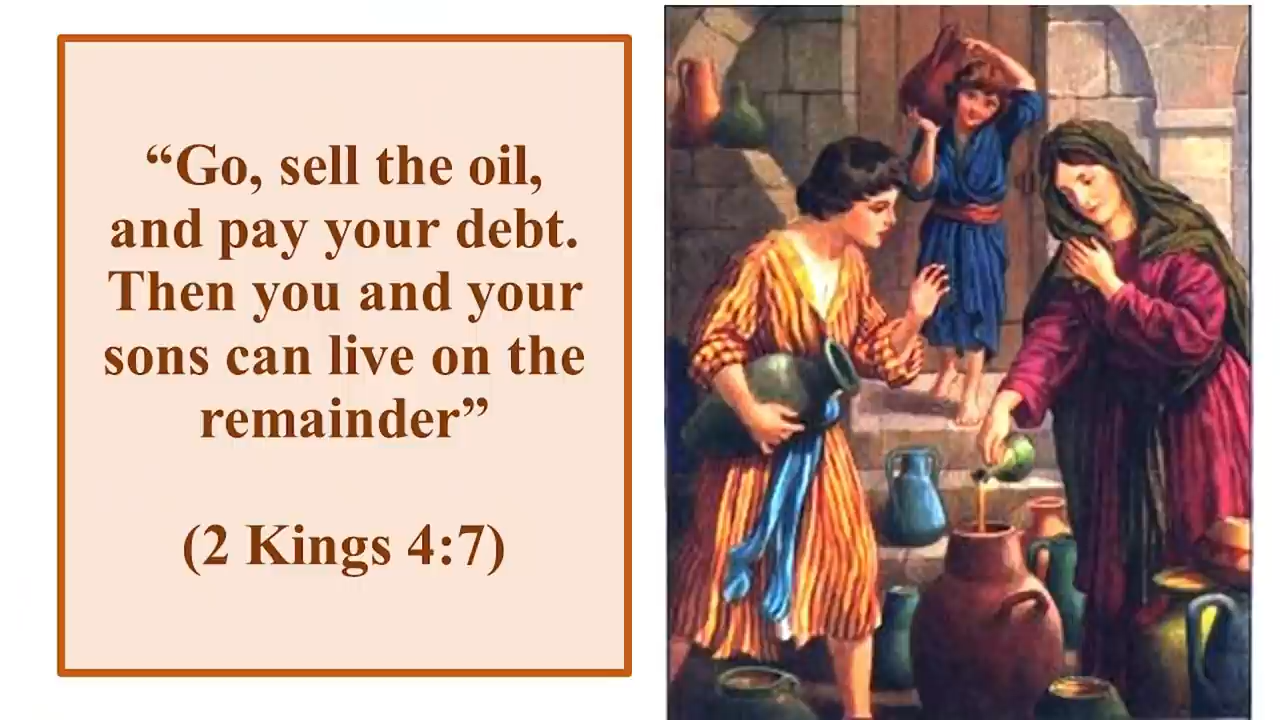 “Go, sell the oil,
and pay your debt.
Then you and your
sons can live on the
remainder”
(2 Kings 4:7)